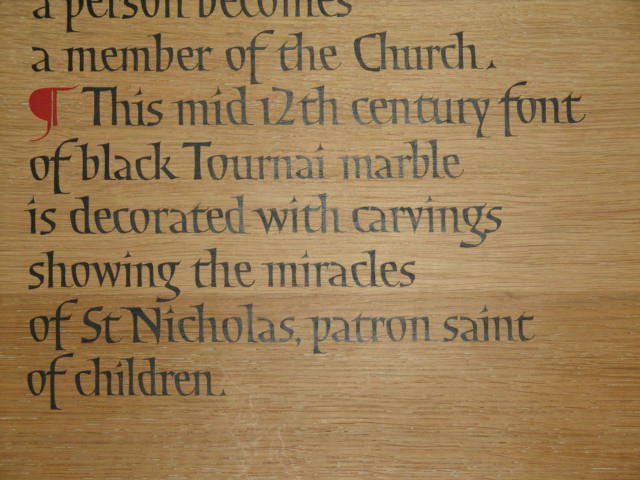 a person becomes
a member of the Church.
¶ This mid 12th century font
of black Tournai marble
is decorated with carvings
showing the miracles
of St Nicholas, patron saint
of children.